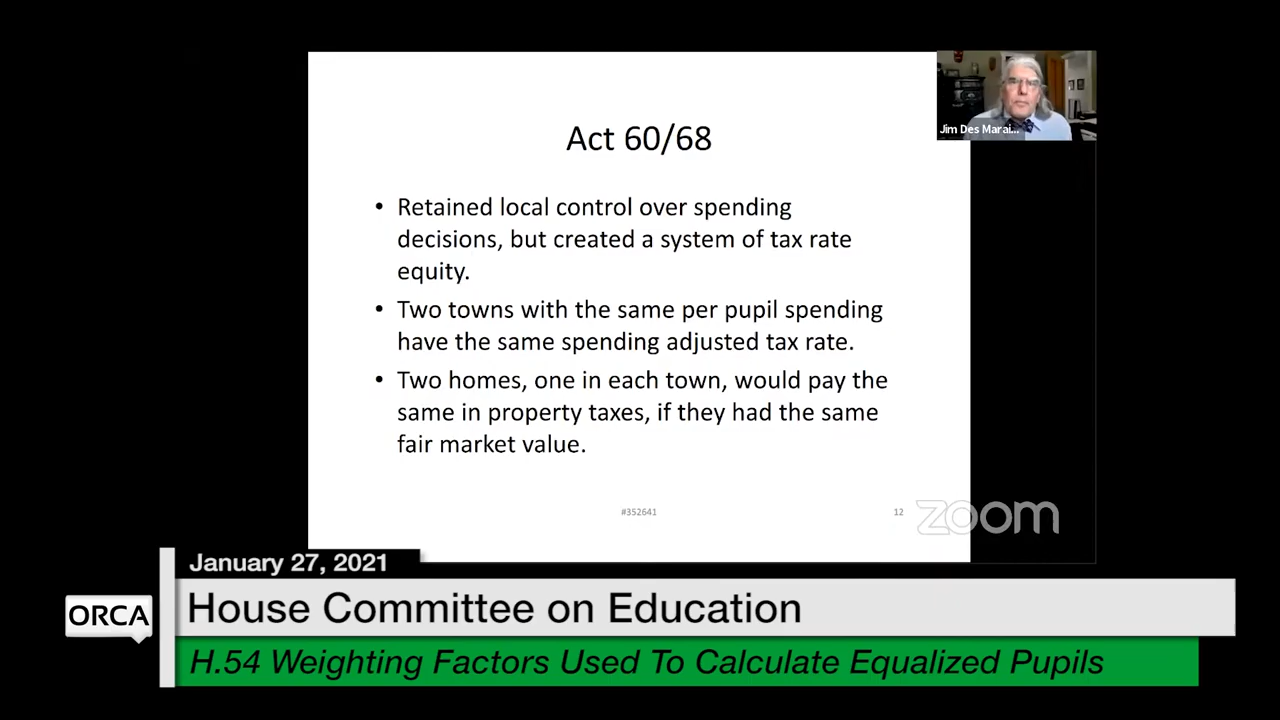 Act 60/68
• Retained local control over spending
decisions, but created a system of tax rate
equity.
• Two towns with the same per pupil spending
have the same spending adjusted tax rate.
• Two homes, one in each town, would pay the
same in property taxes, if they had the same
fair market value.
#352641
12
Jim Des Marai...
zoom
January 27, 2021
ORCA
House Committee on Education
H.54 Weighting Factors Used To Calculate Equalized Pupils